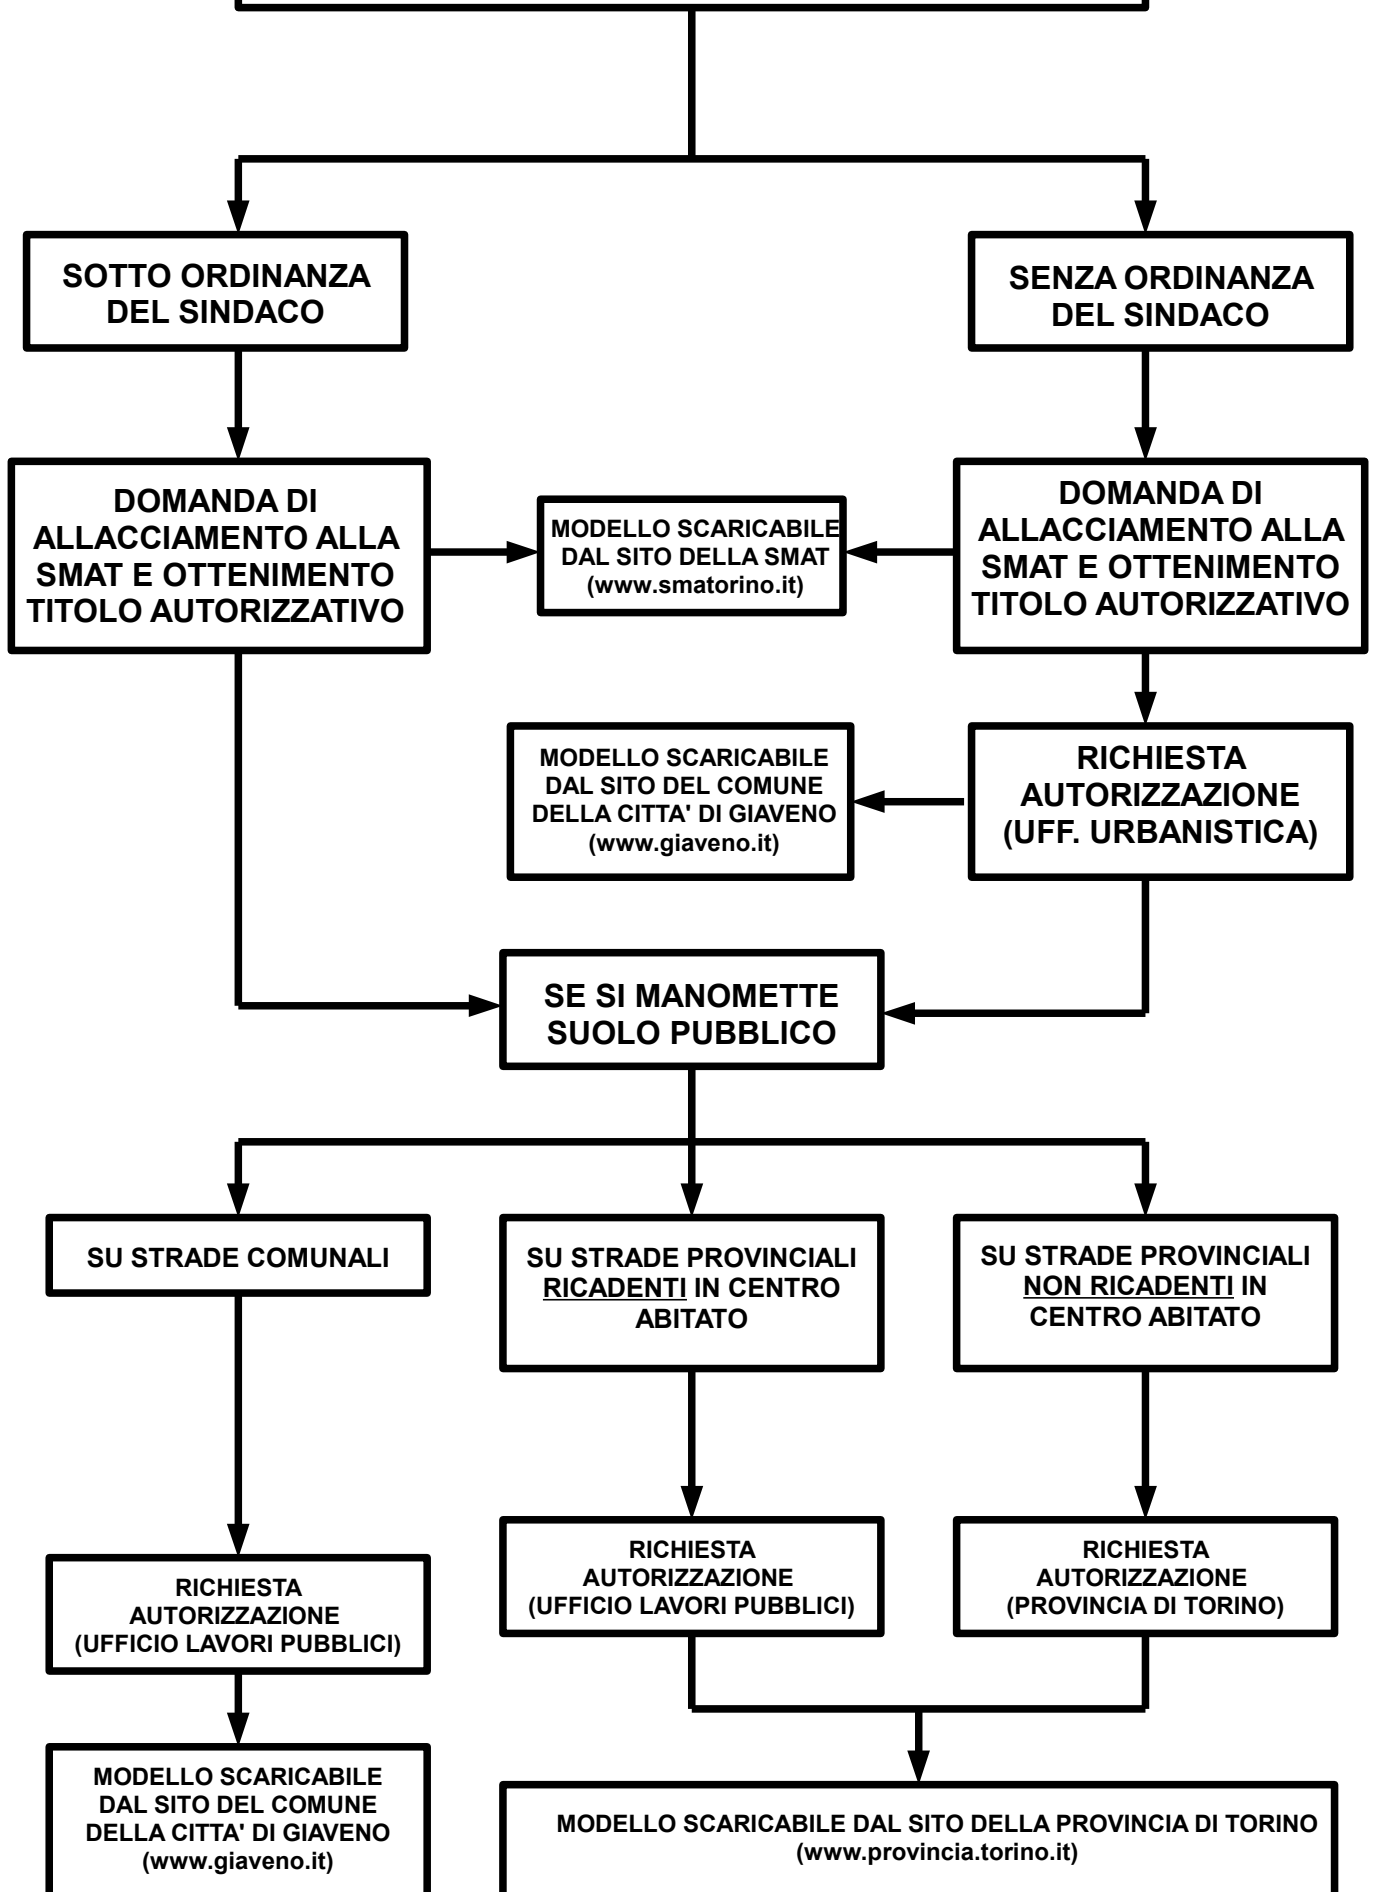 SOTTO ORDINANZA
DEL SINDACO
SENZA ORDINANZA
DEL SINDACO
DOMANDA DI
ALLACCIAMENTO ALLA
SMAT E OTTENIMENTO
TITOLO AUTORIZZATIVO
MODELLO SCARICABILE
DAL SITO DELLA SMAT
(www.smatorino.it)
DOMANDA DI
ALLACCIAMENTO ALLA
SMAT E OTTENIMENTO
TITOLO AUTORIZZATIVO
MODELLO SCARICABILE
DAL SITO DEL COMUNE
DELLA CITTA' DI GIAVENO
(www.giaveno.it)
RICHIESTA
AUTORIZZAZIONE
(UFF. URBANISTICA)
SE SI MANOMETTE
SUOLO PUBBLICO
SU STRADE COMUNALI
SU STRADE PROVINCIALI
RICADENTI IN CENTRO
ABITATO
SU STRADE PROVINCIALI
NON RICADENTI IN
CENTRO ABITATO
RICHIESTA
AUTORIZZAZIONE
(UFFICIO LAVORI PUBBLICI)
RICHIESTA
AUTORIZZAZIONE
(UFFICIO LAVORI PUBBLICI)
RICHIESTA
AUTORIZZAZIONE
(PROVINCIA DI TORINO)
MODELLO SCARICABILE
DAL SITO DEL COMUNE
DELLA CITTA' DI GIAVENO
(www.giaveno.it)
MODELLO SCARICABILE DAL SITO DELLA PROVINCIA DI TORINO
(www.provincia.torino.it)